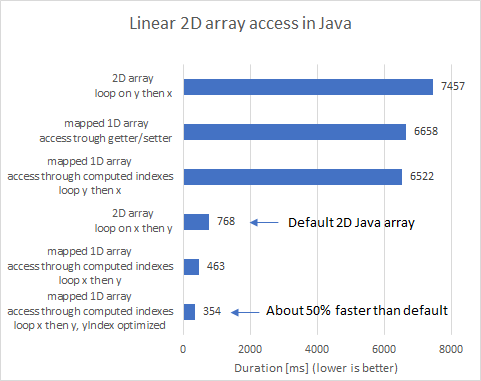 Linear 2D array access in Java
2D array
loop on y then x
7457
mapped 1D array
access trough getter/setter
6658
mapped 1D array
access through computed indexes
loop y then x
6522
2D array
loop on x then y
768
Default 2D Java array
mapped 1D array
access through computed indexes
loop x then y
463
mapped 1D array
access through computed indexes
loop x then y, yIndex optimized
354
About 50% faster than default
0 2000 4000 6000 8000
Duration [ms] (lower is better)